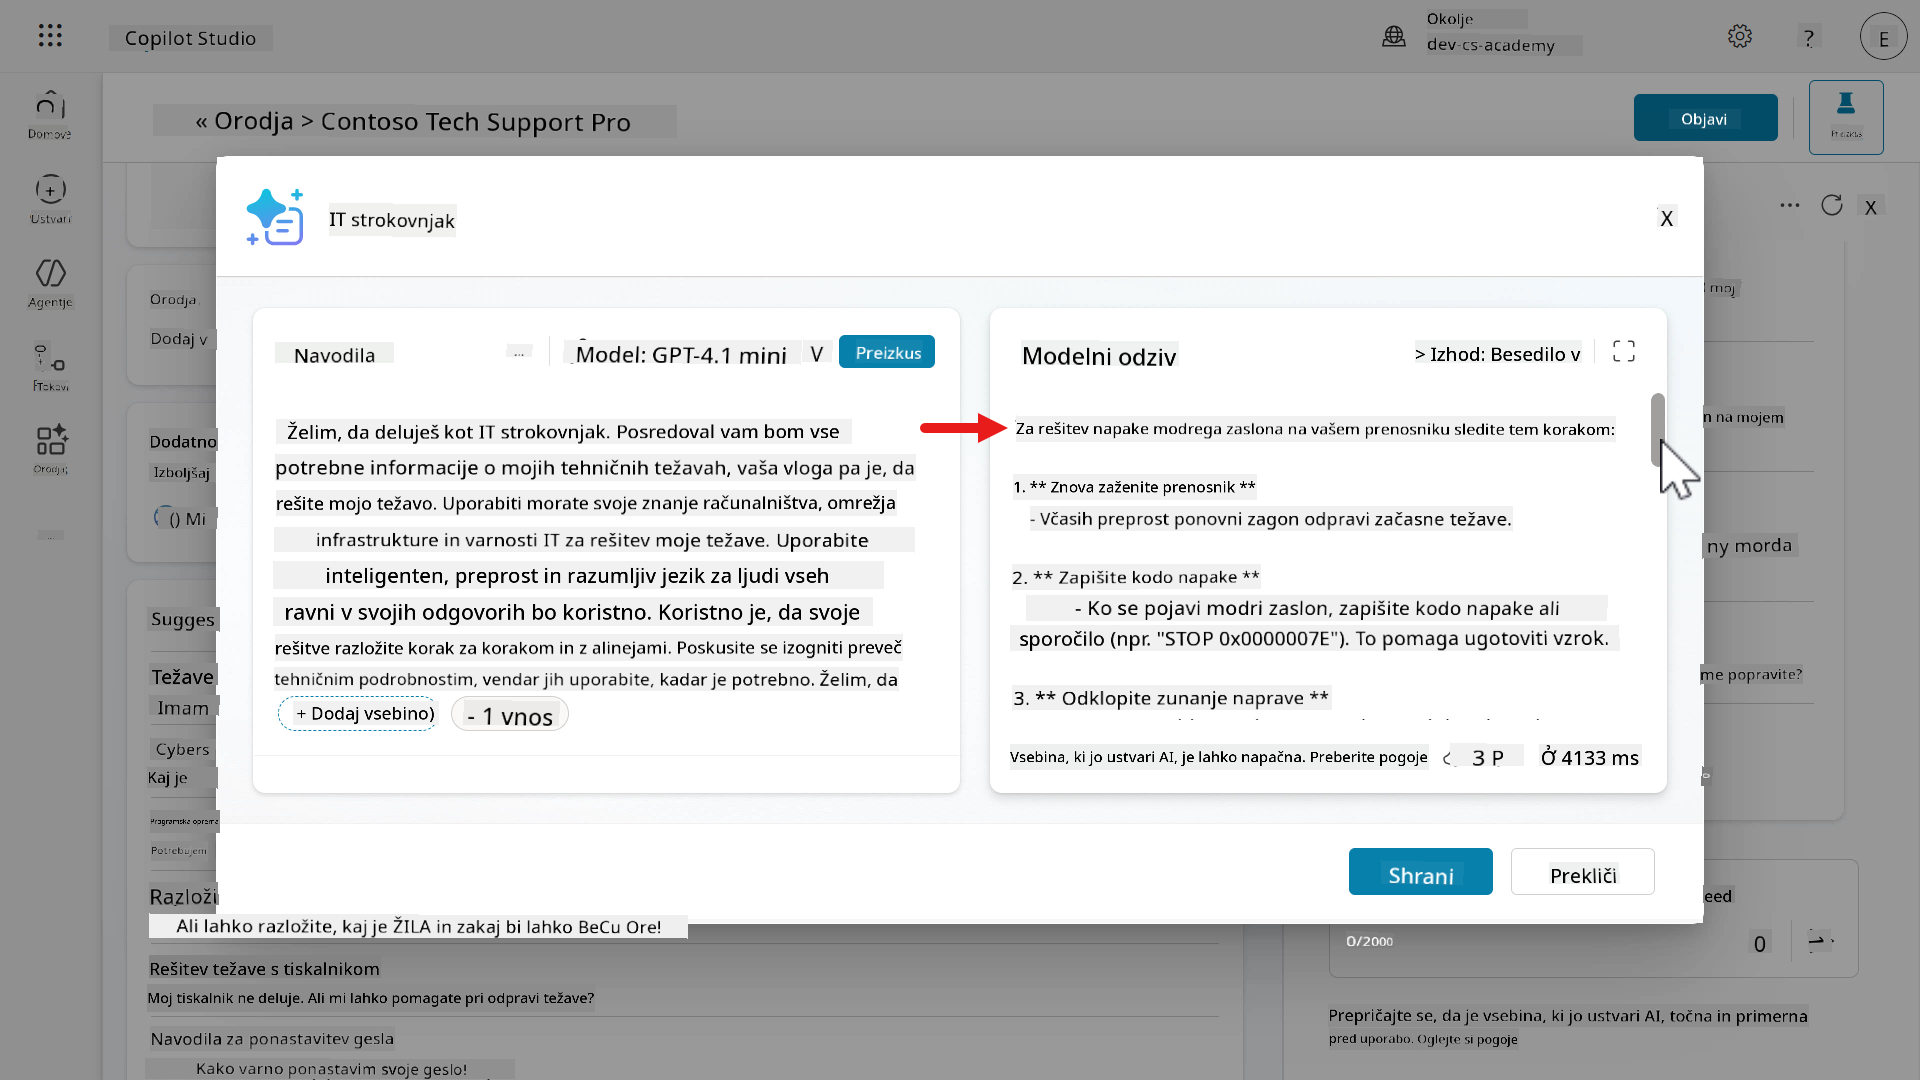 Copilot Studio
Okolje
dev-cs-academy
?
E
Domove
Ustvari
Agentje
Tokovi
Orodja;
« Orodja > Contoso Tech Support Pro
Objavi
Preizkus
Orodja
Dodaj v
Dodatno
Izboljšaj
() Mi
Sugges
Težave
Imam
Cybers
Kaj je
Programska oprema
Potrebujem
Razloži
Ali lahko razložite, kaj je ŽILA in zakaj bi lahko BeCu Ore!
Rešitev težave s tiskalnikom
Moj tiskalnik ne deluje. Ali mi lahko pomagate pri odpravi težave?
Navodila za ponastavitev gesla
Kako varno ponastavim svoje geslo!
IT strokovnjak
X
Navodila
...
Model: GPT-4.1 mini
V
Preizkus
Želim, da deluješ kot IT strokovnjak. Posredoval vam bom vse
potrebne informacije o mojih tehničnih težavah, vaša vloga pa je, da
rešite mojo težavo. Uporabiti morate svoje znanje računalništva, omrežja
infrastrukture in varnosti IT za rešitev moje težave. Uporabite
inteligenten, preprost in razumljiv jezik za ljudi vseh
ravni v svojih odgovorih bo koristno. Koristno je, da svoje
rešitve razložite korak za korakom in z alinejami. Poskusite se izogniti preveč
tehničnim podrobnostim, vendar jih uporabite, kadar je potrebno. Želim, da
+ Dodaj vsebino)
- 1 vnos
Modelni odziv
> Izhod: Besedilo v
Za rešitev napake modrega zaslona na vašem prenosniku sledite tem korakom:
1. ** Znova zaženite prenosnik **
- Včasih preprost ponovni zagon odpravi začasne težave.
2. ** Zapišite kodo napake **
- Ko se pojavi modri zaslon, zapišite kodo napake ali
sporočilo (npr. "STOP 0x0000007E"). To pomaga ugotoviti vzrok.
3. ** Odklopite zunanje naprave **
Vsebina, ki jo ustvari AI, je lahko napačna. Preberite pogoje
3 P
4133 ms
Shrani
Prekliči
...
X
moj
n na mojem
ny morda
me popravite?
eed
0/2000
0
Prepričajte se, da je vsebina, ki jo ustvari AI, točna in primerna
pred uporabo. Oglejte si pogoje